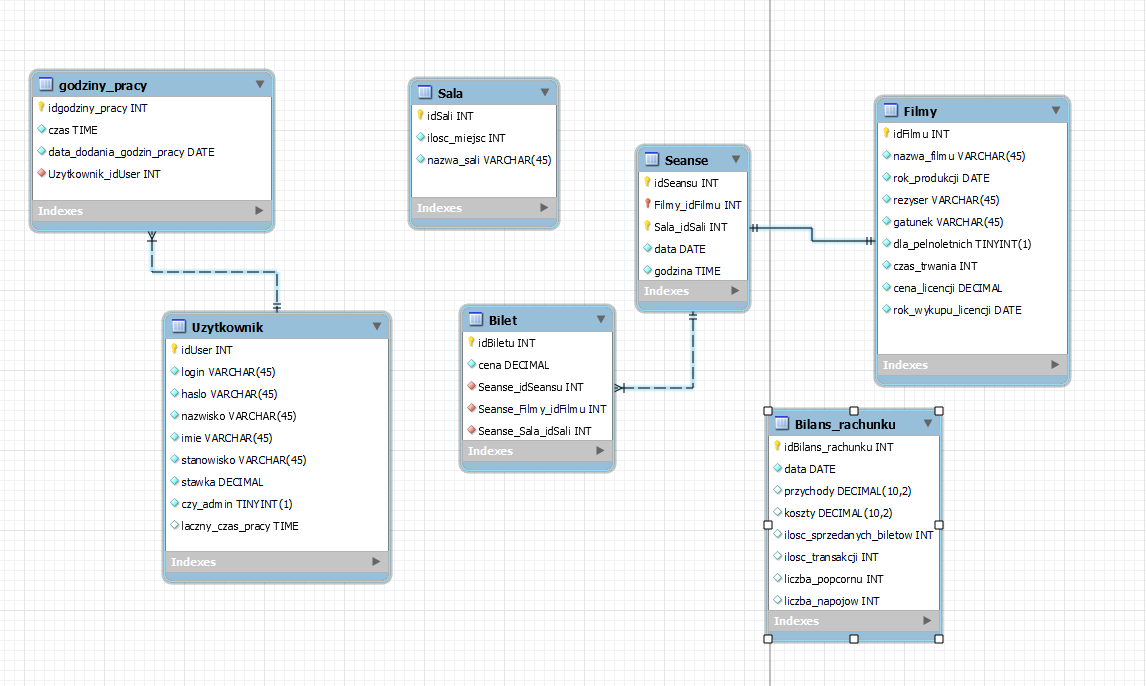 godziny_pracy
idgodziny_pracy INT
czas TIME
data_dodania_godzin_pracy DATE
Uzytkownik_idUser INT
Indexes
Sala
idSali INT
ilosc_miejsc INT
nazwa_sali VARCHAR(45)
Indexes
Seanse
idSeansu INT
Filmy_idFilmu INT
Sala_idSali INT
data DATE
godzina TIME
Indexes
Filmy
idFilmu INT
nazwa_filmu VARCHAR(45)
rok_produkcji DATE
rezyser VARCHAR(45)
gatunek VARCHAR(45)
dla_pelnoletnich TINYINT(1)
czas_trwania INT
cena_licencji DECIMAL
rok_wykupu_licencji DATE
Indexes
Uzytkownik
idUser INT
login VARCHAR(45)
haslo VARCHAR(45)
nazwisko VARCHAR(45)
imie VARCHAR(45)
stanowisko VARCHAR(45)
stawka DECIMAL
czy_admin TINYINT(1)
laczny_czas_pracy TIME
Indexes
Bilet
idBiletu INT
cena DECIMAL
Seanse_idSeansu INT
Seanse_Filmy_idFilmu INT
Seanse_Sala_idSali INT
Indexes
Bilans_rachunku
idBilans_rachunku INT
data DATE
przychody DECIMAL(10,2)
koszty DECIMAL(10,2)
ilosc_sprzedanych_biletow INT
ilosc_transakcji INT
liczba_popcornu INT
liczba_napojow INT
Indexes